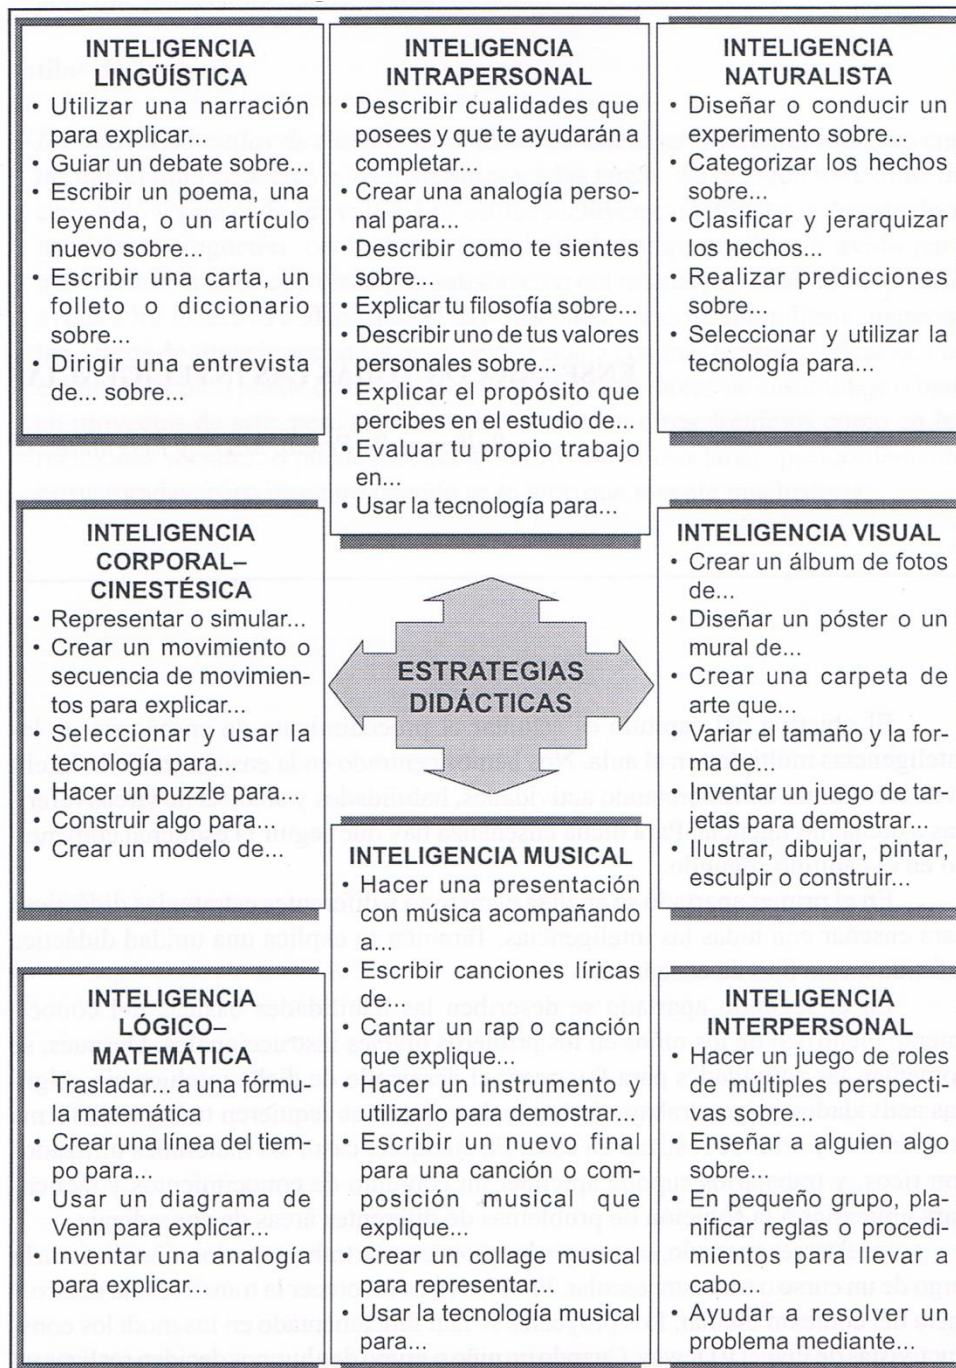 INTELIGENCIA
LINGÜÍSTICA
• Utilizar una narración
para explicar...
• Guiar un debate sobre...
• Escribir un poema, una
leyenda, o un artículo
nuevo sobre...
• Escribir una carta, un
folleto o diccionario
sobre...
• Dirigir una entrevista
de... sobre...
INTELIGENCIA
INTRAPERSONAL
• Describir cualidades que
posees y que te ayudarán a
completar...
• Crear una analogía perso-
nal para...
• Describir como te sientes
sobre...
• Explicar tu filosofía sobre...
• Describir uno de tus valores
personales sobre...
• Explicar el propósito que
percibes en el estudio de...
• Evaluar tu propio trabajo
en...
• Usar la tecnología para...
INTELIGENCIA
NATURALISTA
• Diseñar o conducir un
experimento sobre...
• Categorizar los hechos
sobre...
• Clasificar y jerarquizar
los hechos...
• Realizar predicciones
sobre...
• Seleccionar y utilizar la
tecnología para...
INTELIGENCIA
CORPORAL–
CINESTÉSICA
• Representar o simular...
• Crear un movimiento o
secuencia de movimien-
tos para explicar...
• Seleccionar y usar la
tecnología para...
• Hacer un puzzle para...
• Construir algo para...
• Crear un modelo de...
ESTRATEGIAS
DIDÁCTICAS
INTELIGENCIA VISUAL
• Crear un álbum de fotos
de...
• Diseñar un póster o un
mural de...
• Crear una carpeta de
arte que...
• Variar el tamaño y la for-
ma de...
• Inventar un juego de tar-
jetas para demostrar...
• Ilustrar, dibujar, pintar,
esculpir o construir...
INTELIGENCIA MUSICAL
• Hacer una presentación
con música acompañando
a...
• Escribir canciones líricas
de...
• Cantar un rap o canción
que explique...
• Hacer un instrumento y
utilizarlo para demostrar...
• Escribir un nuevo final
para una canción o com-
posición musical que
explique...
• Crear un collage musical
para representar...
• Usar la tecnología musical
para...
INTELIGENCIA
LÓGICO–
MATEMÁTICA
• Trasladar... a una fórmu-
la matemática
• Crear una línea del tiem-
po para...
• Usar un diagrama de
Venn para explicar...
• Inventar una analogía
para explicar...
INTELIGENCIA
INTERPERSONAL
• Hacer un juego de roles
de múltiples perspecti-
vas sobre...
• Enseñar a alguien algo
sobre...
• En pequeño grupo, pla-
nificar reglas o procedi-
mientos para llevar a
cabo...
• Ayudar a resolver un
problema mediante...